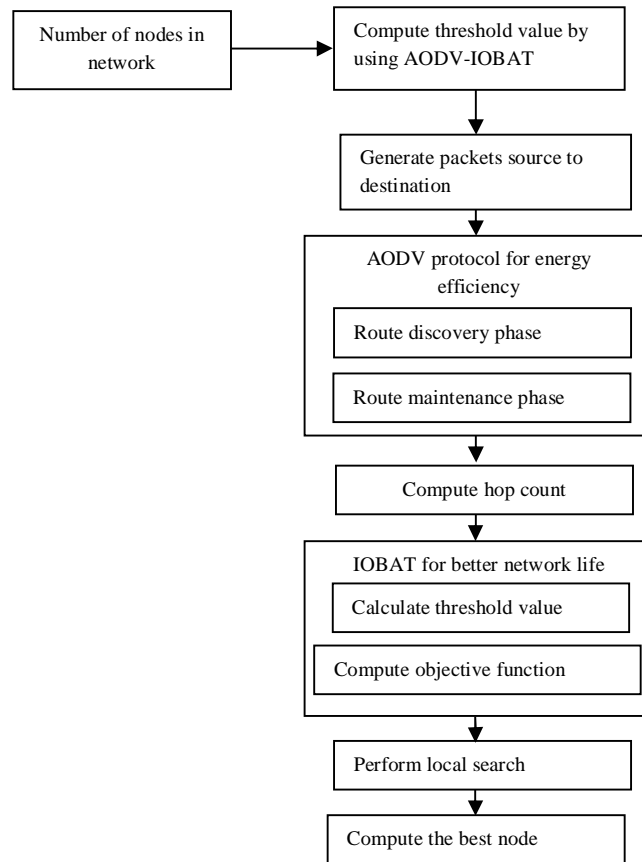 Number of nodes in
network
Compute threshold value by
using AODV-IOBAT
Generate packets source to
destination
AODV protocol for energy
efficiency
Route discovery phase
Route maintenance phase
Compute hop count
IOBAT for better network life
Calculate threshold value
Compute objective function
Perform local search
Compute the best node